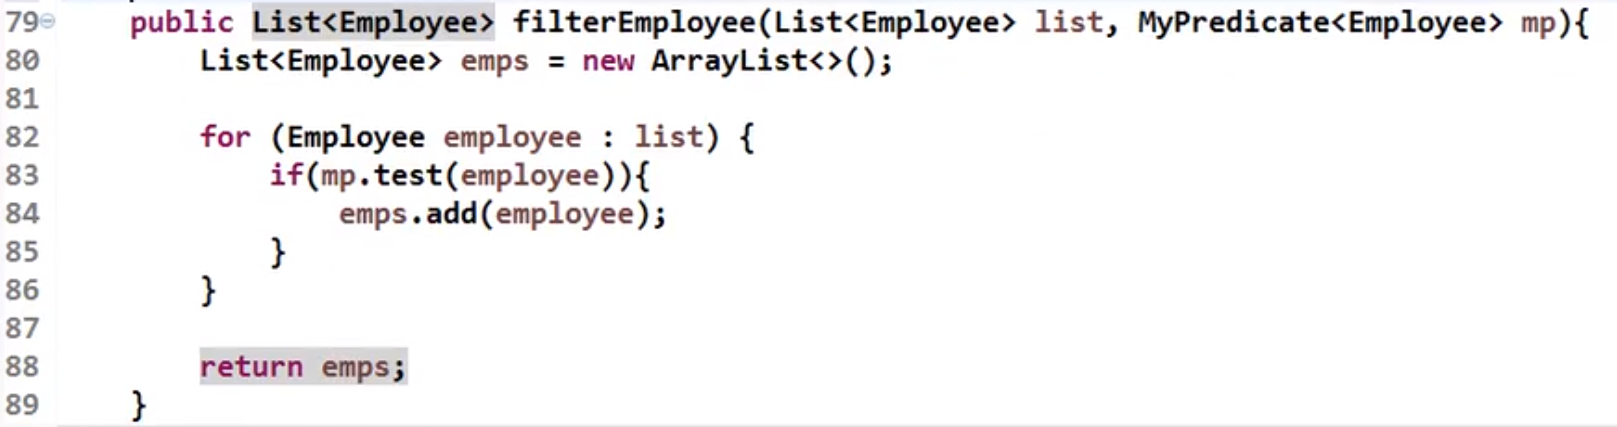 79 public List<Employee> filterEmployee(List<Employee> list, MyPredicate<Employee> mp){
80 List<Employee> emps = new ArrayList<>();
81
82 for (Employee employee : list) {
83 if(mp.test(employee)){
84 emps.add(employee);
85 }
86 }
87
88 return emps;
89 }